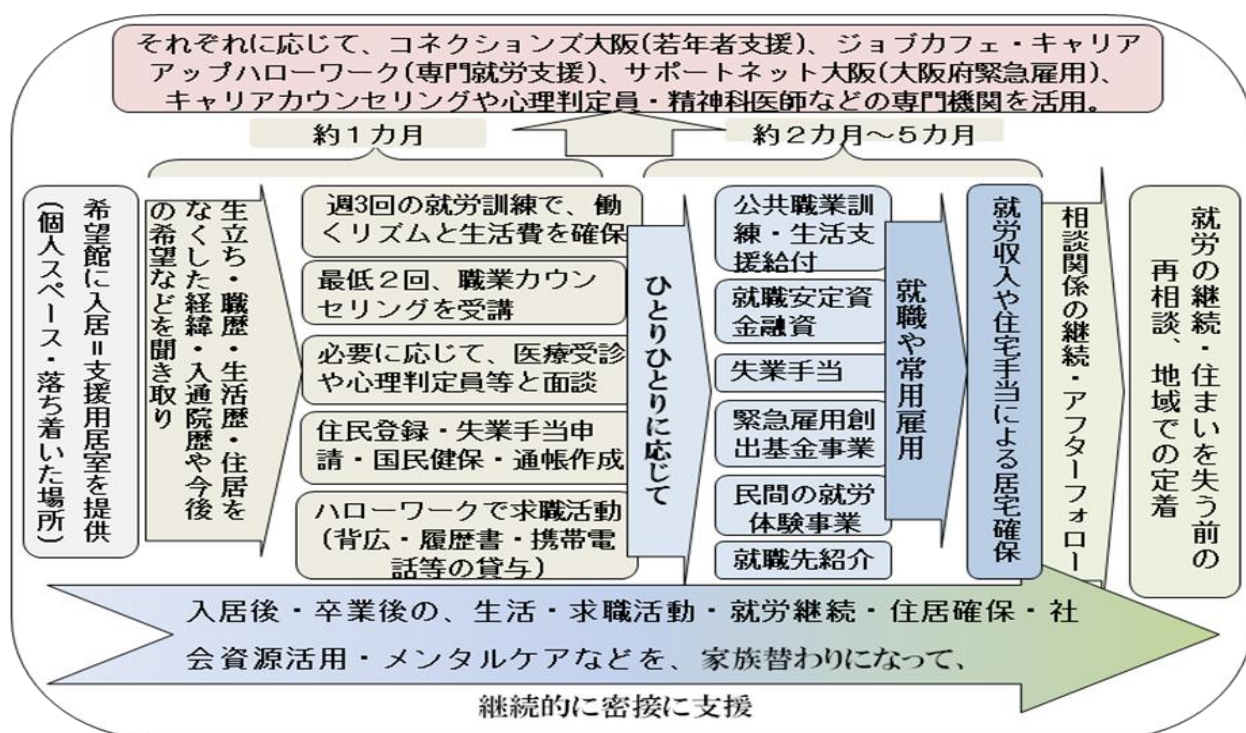 それぞれに応じて、コネクションズ大阪(若年者支援)、ジョブカフェ・キャリア
アップハローワーク(専門就労支援)、サポートネット大阪(大阪府緊急雇用)、
キャリアカウンセリングや心理判定員・精神科医師などの専門機関を活用。
約1カ月
約2カ月～5カ月
希望館に入居＝支援用居室を提供
(個人スペース・落ち着いた場所)
生立ち・職歴・生活歴・住居を
なくした経緯・入通院歴や今後
の希望などを聞き取り
週3回の就労訓練で、働
くリズムと生活費を確保
最低2回、職業カウン
セリングを受講
必要に応じて、医療受診
や心理判定員等と面談
住民登録・失業手当申
請・国民健保・通帳作成
ハローワークで求職活動
(背広・履歴書・携帯電
話等の貸与)
ひとりひとりに応じて
公共職業訓
練・生活支
援給付
就職安定資
金融資
失業手当
緊急雇用創
出基金事業
民間の就労
体験事業
就職先紹介
就職や常用雇用
就労収入や住宅手当による居宅確保
相談関係の継続・アフターフォロー
就労の継続・住まいを失う前の
再相談、地域での定着
入居後・卒業後の、生活・求職活動・就労継続・住居確保・社
会資源活用・メンタルケアなどを、家族替わりになって、
継続的に密接に支援